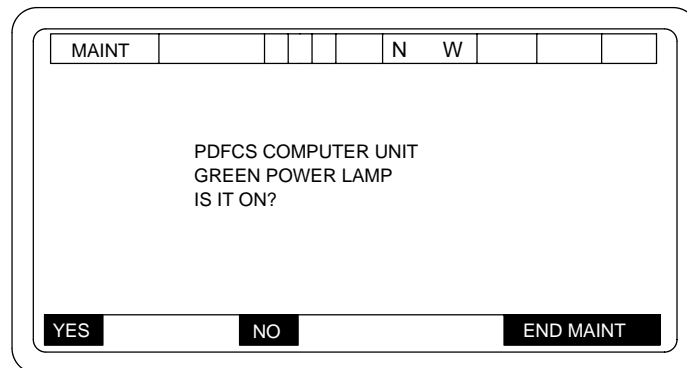 MAINT N W
PDFCS COMPUTER UNIT
GREEN POWER LAMP
IS IT ON?
YES NO END MAINT